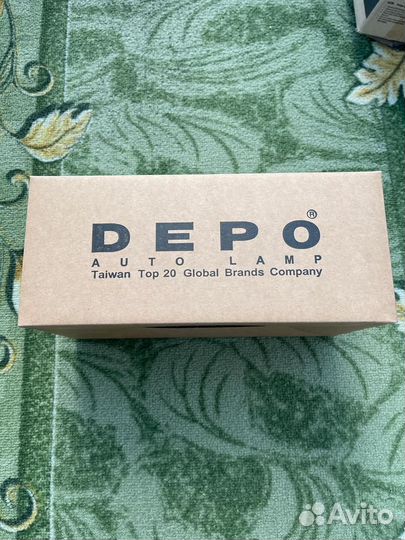 DEPO®
AUTO LAMP
Taiwan Top 20 Global Brands Company
Avito